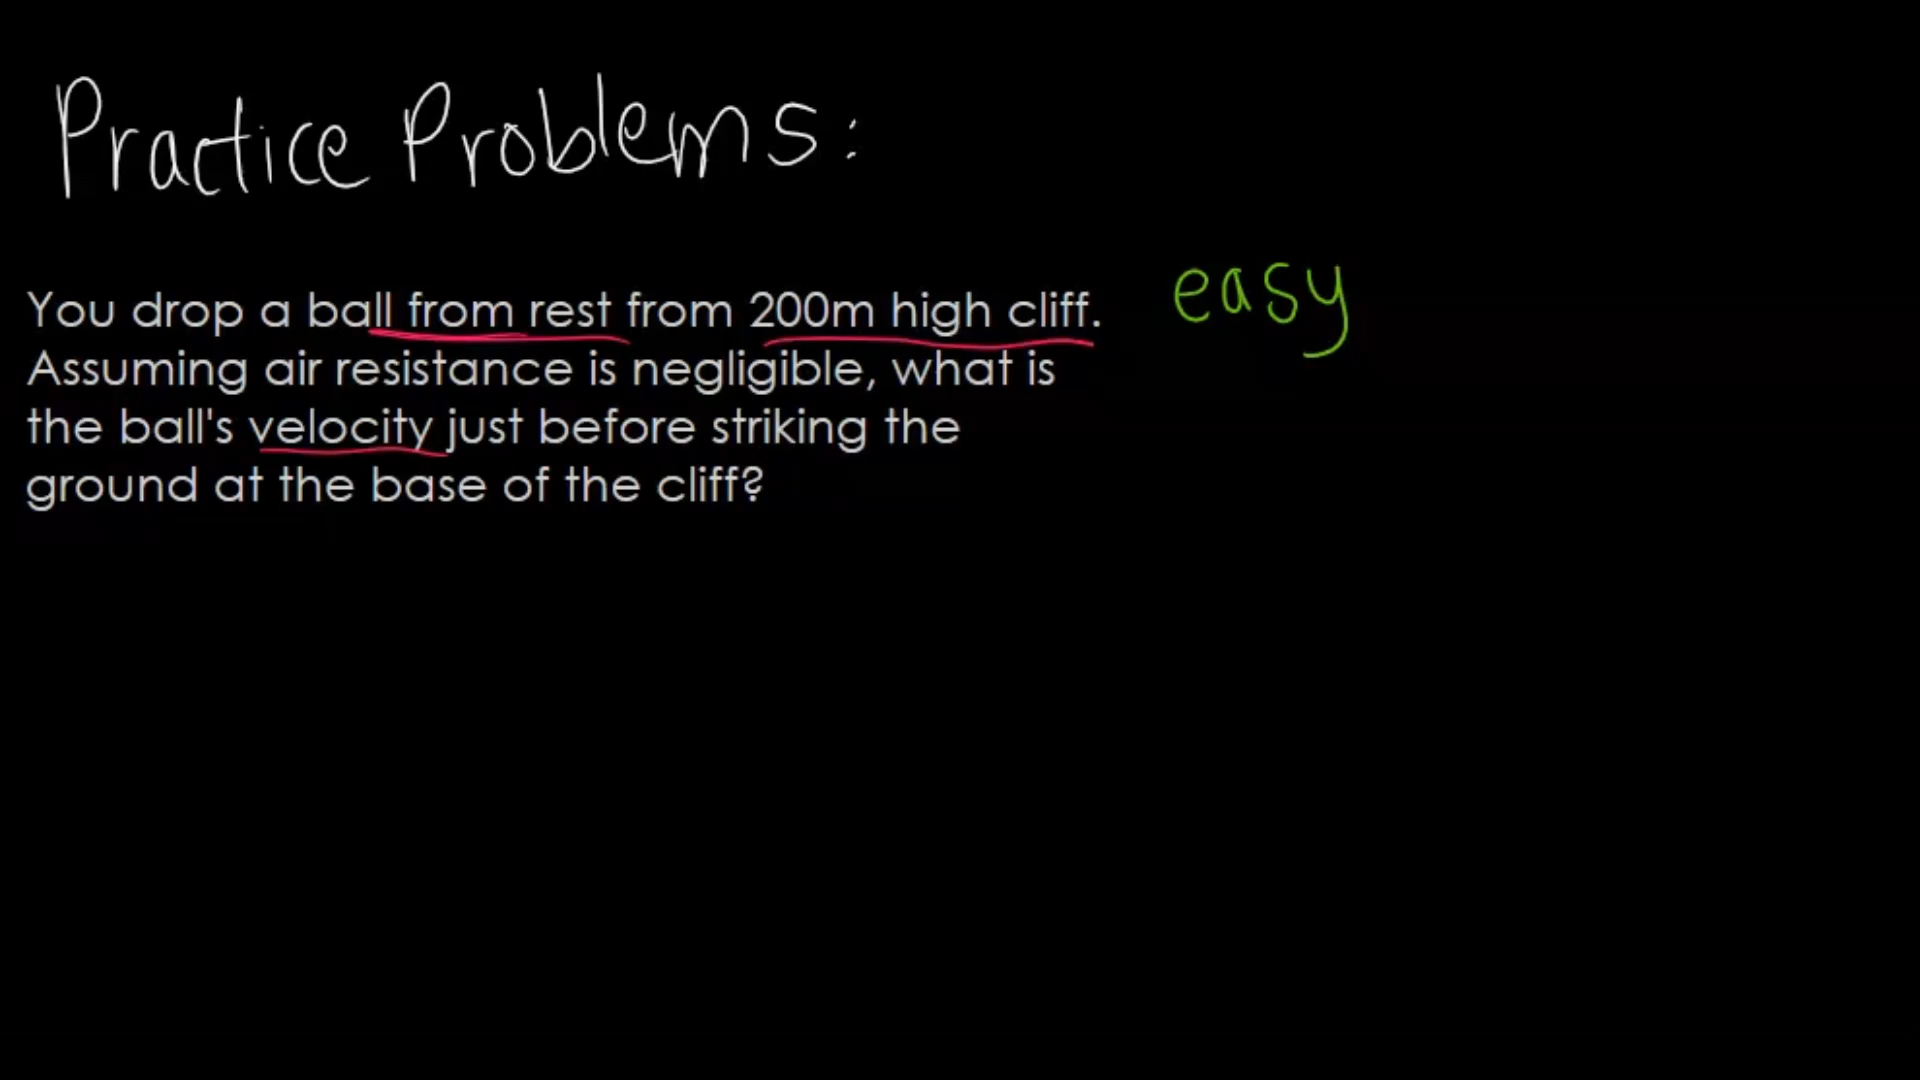 Practice Problems:
You drop a ball from rest from 200m high cliff.
easy
Assuming air resistance is negligible, what is
the ball's velocity just before striking the
ground at the base of the cliff?